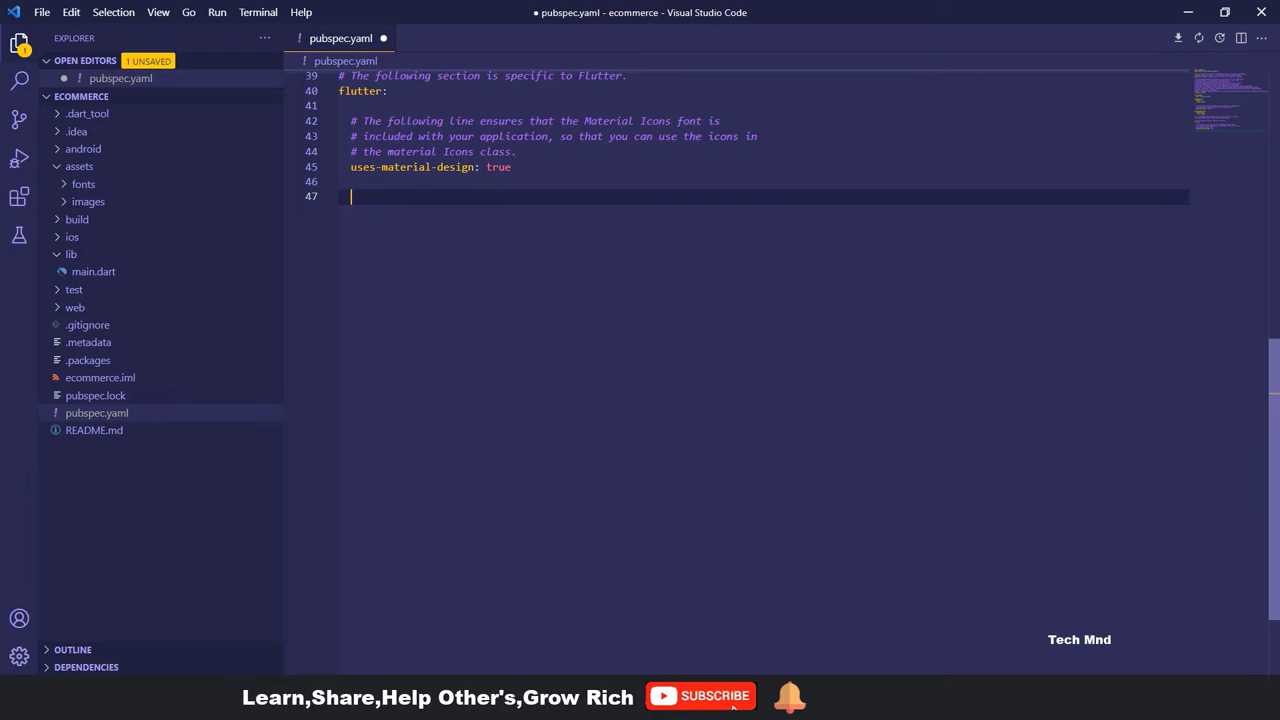 File Edit Selection View Go Run Terminal Help
● pubspec.yaml - ecommerce - Visual Studio Code
EXPLORER
OPEN EDITORS 1 UNSAVED
pubspec.yaml
ECOMMERCE
.dart_tool
.idea
android
assets
fonts
images
build
ios
lib
main.dart
test
web
.gitignore
.metadata
.packages
ecommerce.iml
pubspec.lock
pubspec.yaml
README.md
OUTLINE
DEPENDENCIES
1
! pubspec.yaml ●
! pubspec.yaml
39 # The following section is specific to Flutter.
40 flutter:
41
42 # The following line ensures that the Material Icons font is
43 # included with your application, so that you can use the icons in
44 # the material Icons class.
45 uses-material-design: true
46
47
Tech Mnd
Learn,Share,Help Other's,Grow Rich SUBSCRIBE